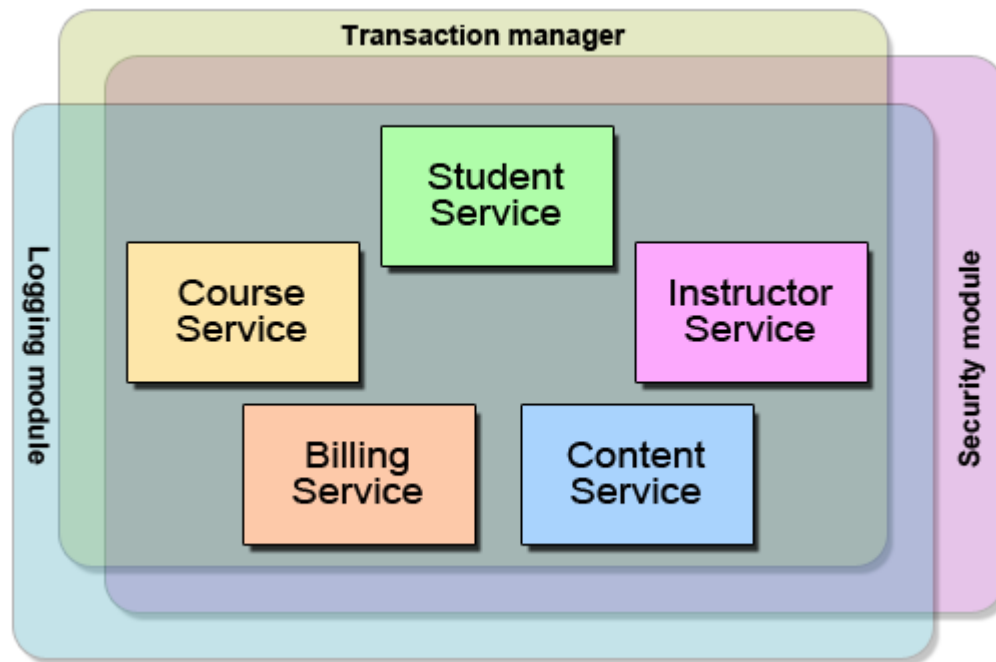 Transaction manager
Student
Service
Course
Service
Instructor
Service
Billing
Service
Content
Service
Logging module
Security module